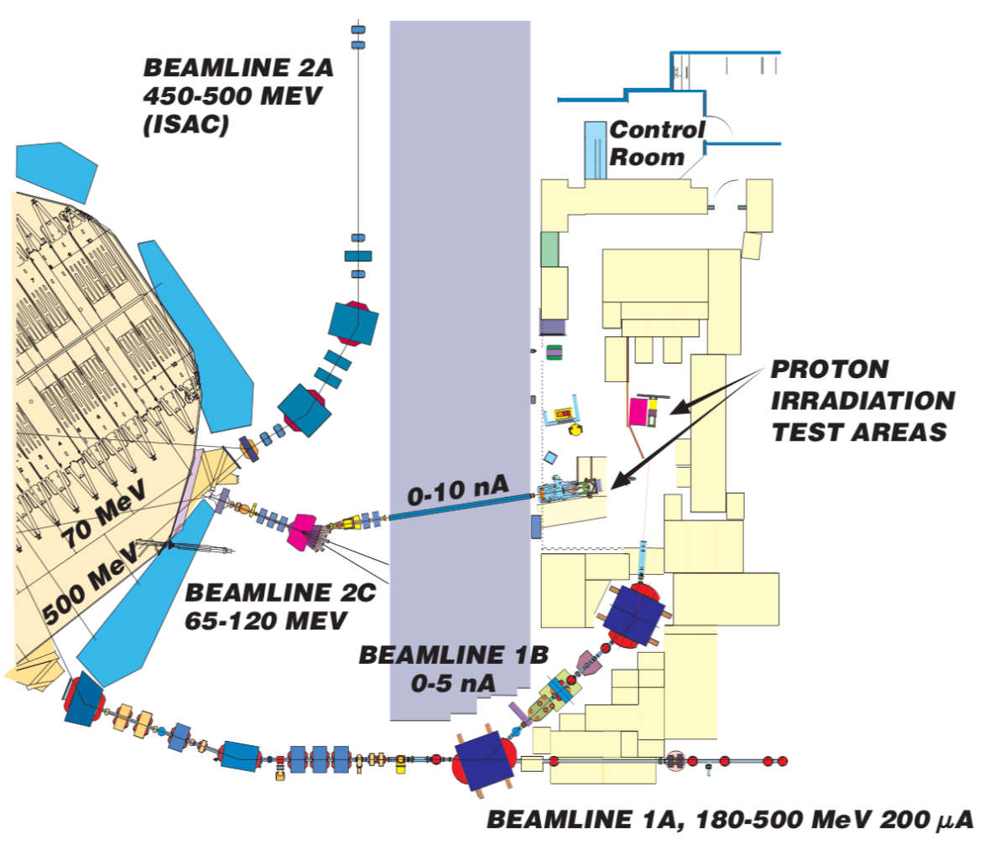 BEAMLINE 2A
450-500 MEV
(ISAC)
Control
Room
PROTON
IRRADIATION
TEST AREAS
0-10 nA
70 MeV
500 MeV
BEAMLINE 2C
65-120 MEV
BEAMLINE 1B
0-5 nA
BEAMLINE 1A, 180-500 MeV 200 μA